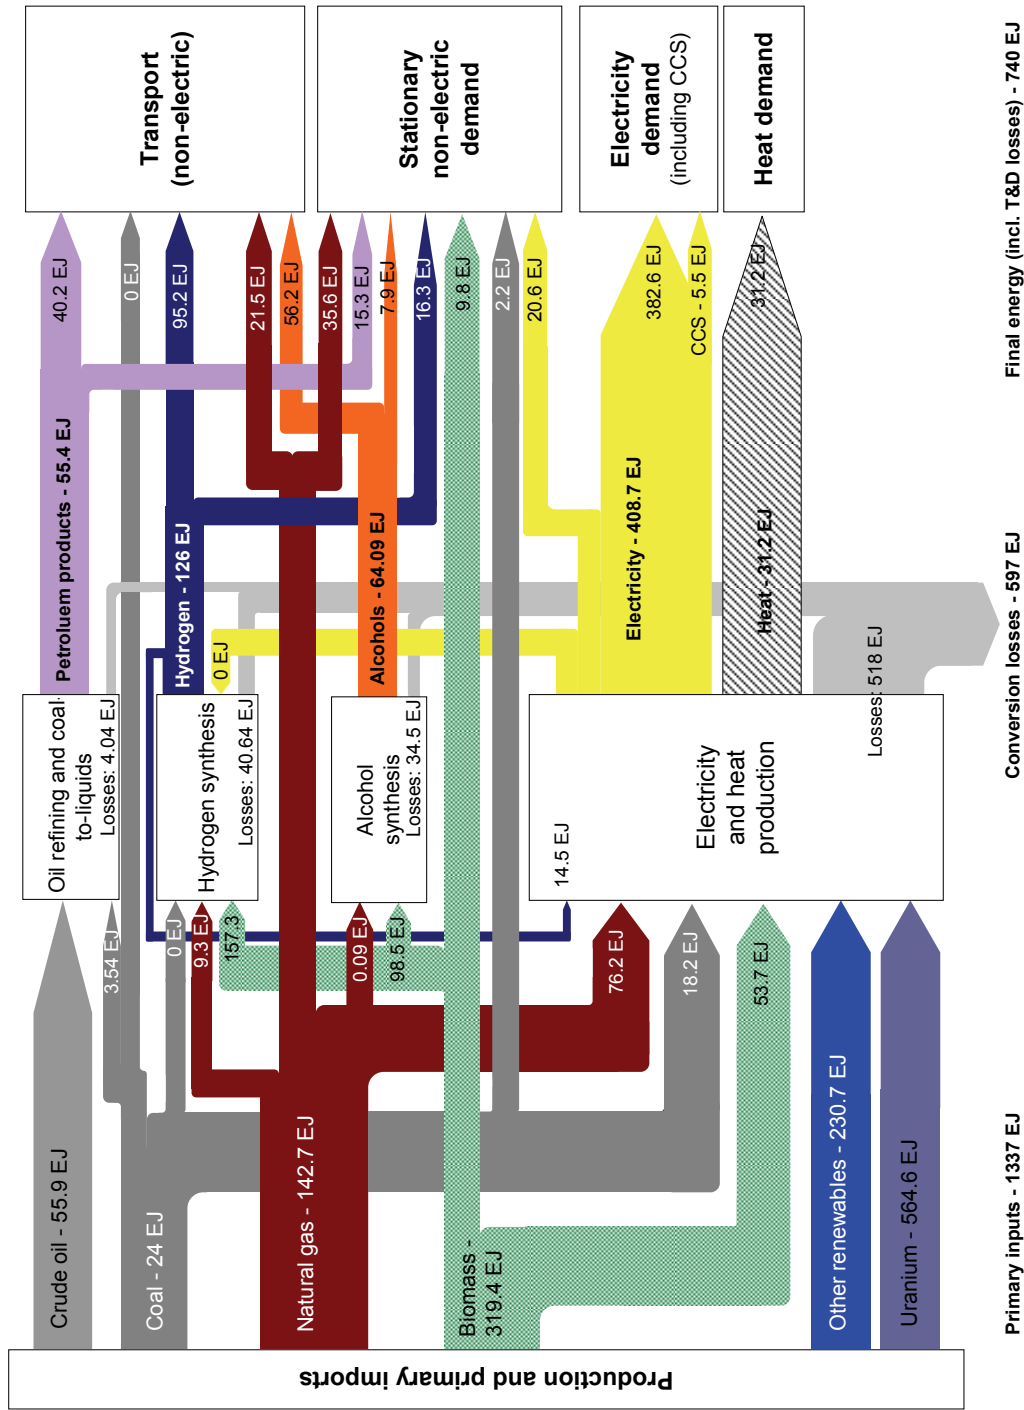 Production and primary imports
Crude oil - 55.9 EJ
Coal - 24 EJ
Natural gas - 142.7 EJ
Biomass -
319.4 EJ
Other renewables - 230.7 EJ
Uranium - 564.6 EJ
3.54 EJ
0 EJ
9.3 EJ
157.3
0.09 EJ
98.5 EJ
14.5 EJ
76.2 EJ
18.2 EJ
53.7 EJ
Oil refining and coal-
to-liquids
Losses: 4.04 EJ
Hydrogen synthesis
Losses: 40.64 EJ
Alcohol
synthesis
Losses: 34.5 EJ
Electricity
and heat
production
Losses: 518 EJ
Petroluem products - 55.4 EJ
Hydrogen - 126 EJ
0 EJ
Alcohols - 64.09 EJ
Electricity - 408.7 EJ
Heat - 31.2 EJ
40.2 EJ
0 EJ
95.2 EJ
21.5 EJ
56.2 EJ
35.6 EJ
15.3 EJ
7.9 EJ
16.3 EJ
9.8 EJ
2.2 EJ
20.6 EJ
382.6 EJ
CCS - 5.5 EJ
31.2 EJ
Transport
(non-electric)
Stationary
non-electric
demand
Electricity
demand
(including CCS)
Heat demand
Primary inputs - 1337 EJ
Conversion losses - 597 EJ
Final energy (incl. T&D losses) - 740 EJ